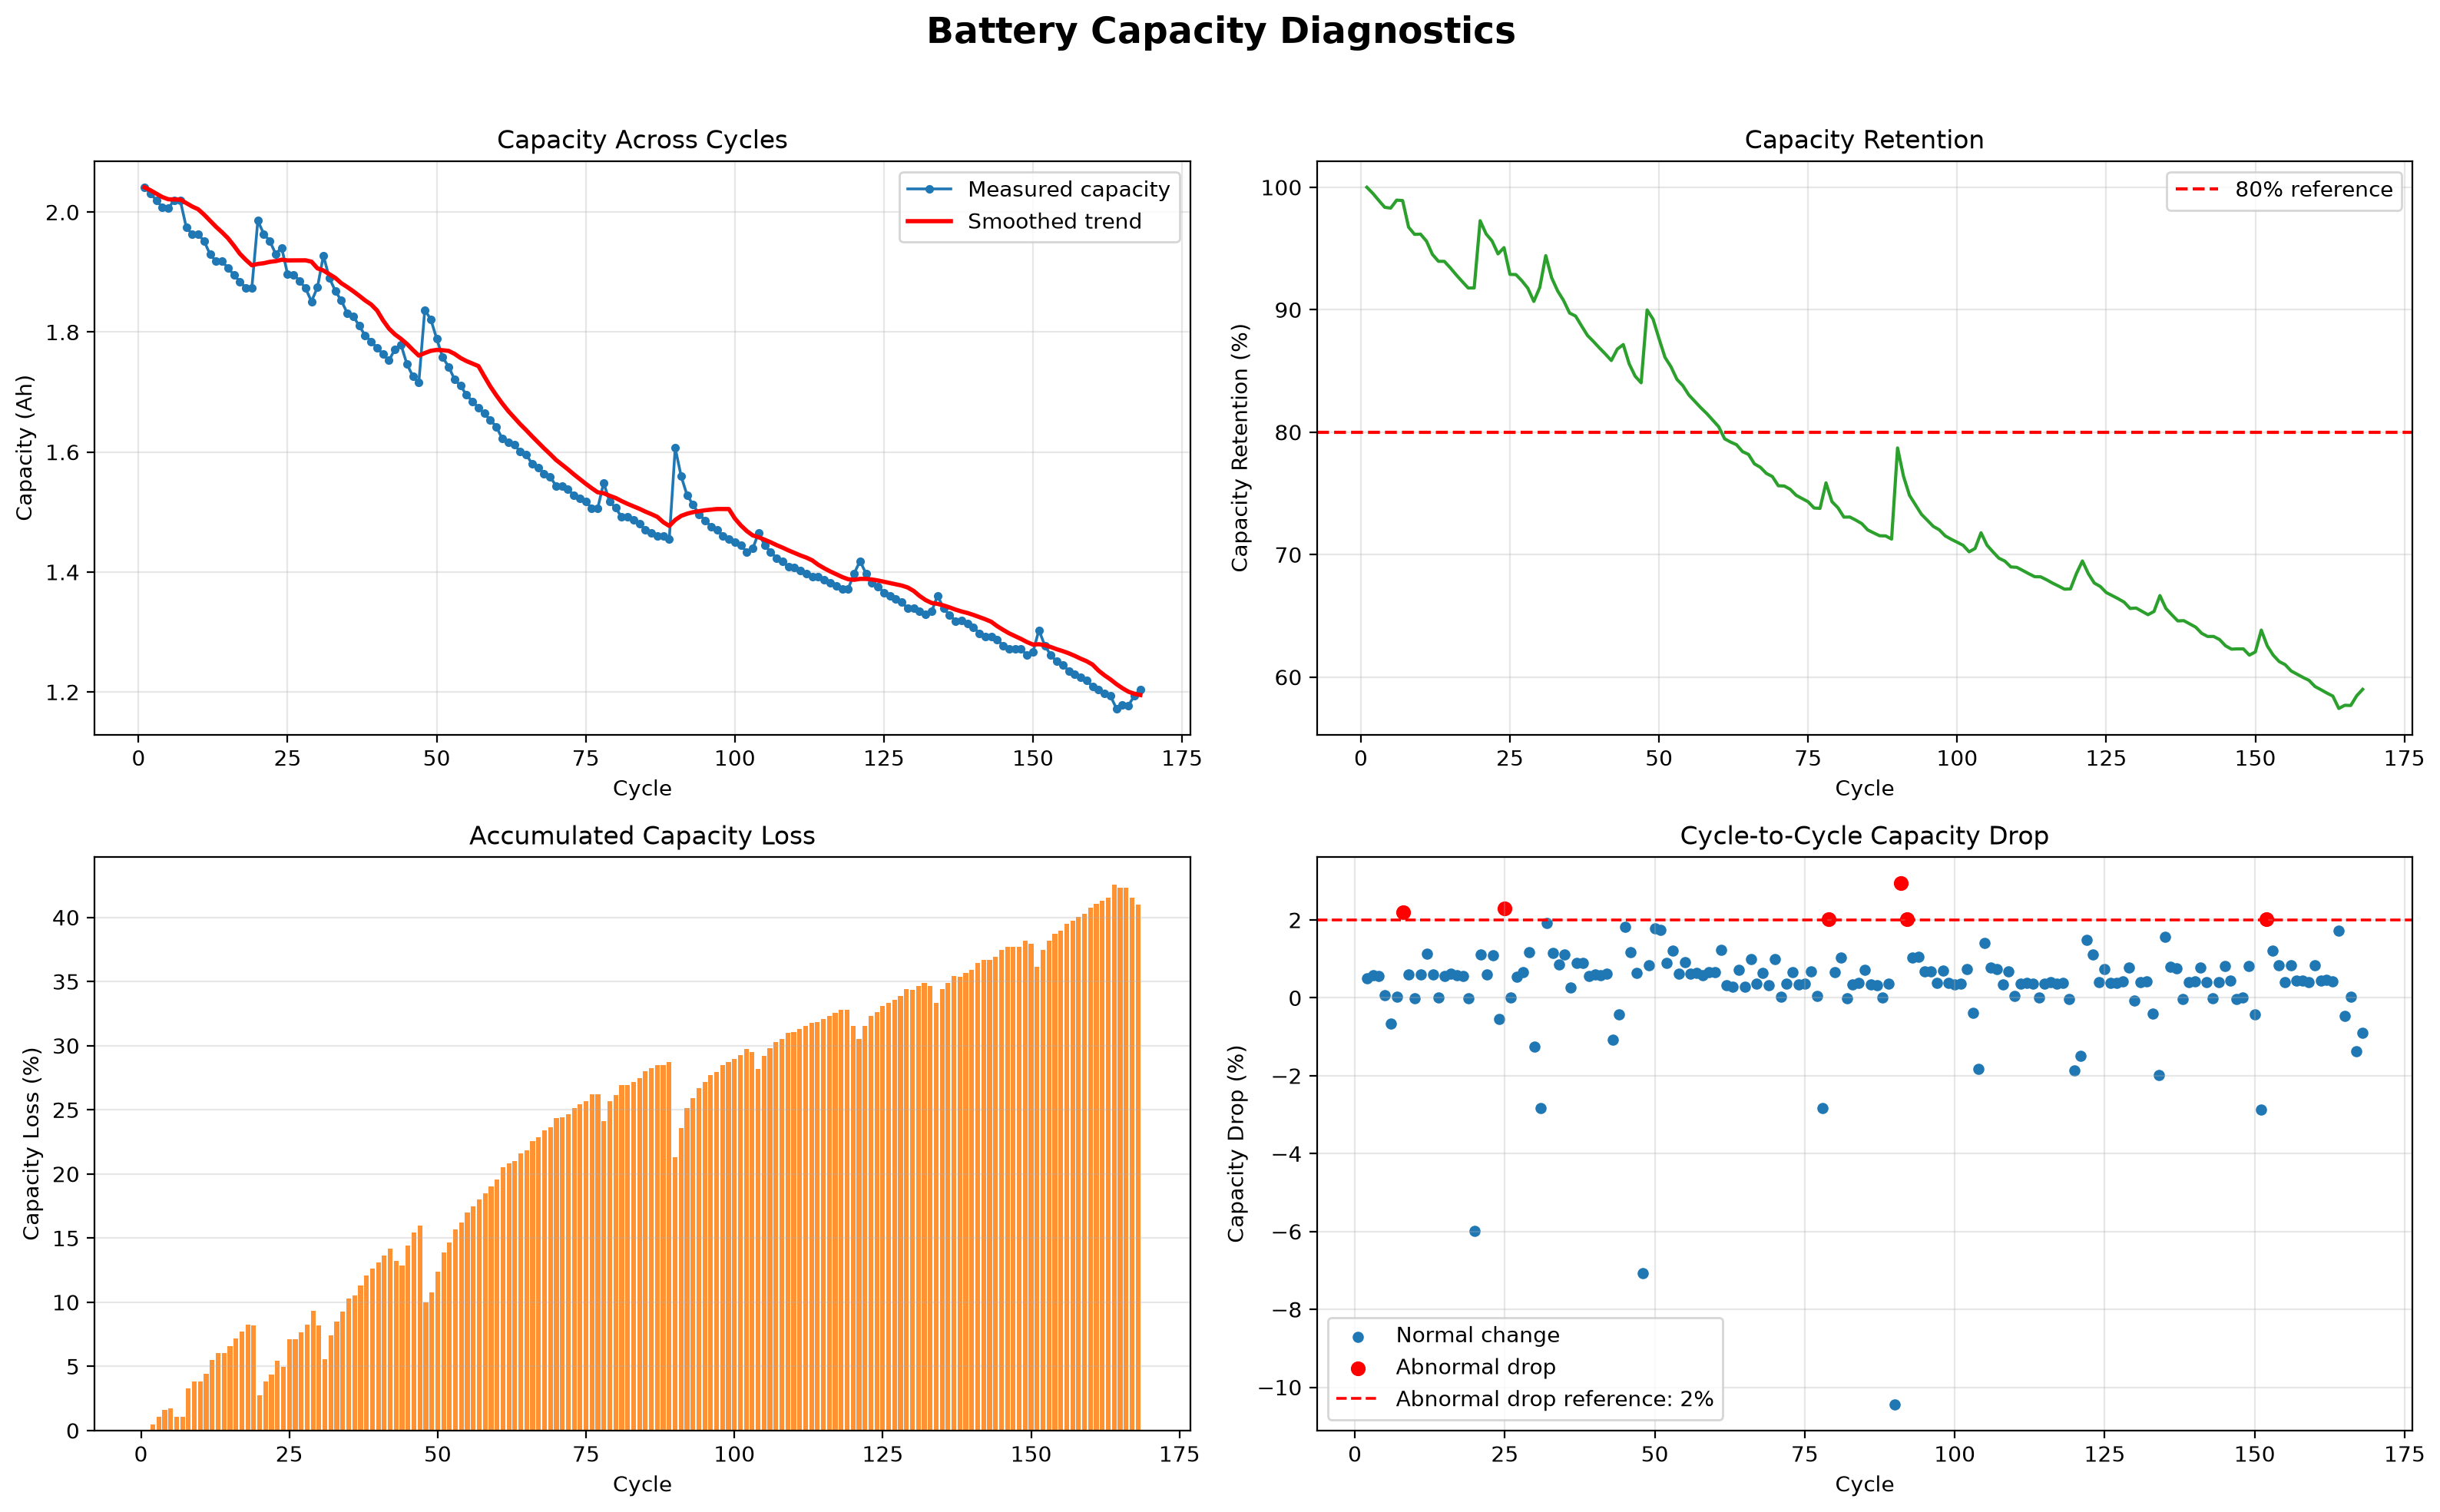 Battery Capacity Diagnostics
Capacity Across Cycles
Measured capacity
Smoothed trend
2.0
1.8
1.6
1.4
1.2
Capacity (Ah)
0 25 50 75 100 125 150 175
Cycle
Capacity Retention
80% reference
100
90
80
70
60
Capacity Retention (%)
0 25 50 75 100 125 150 175
Cycle
Accumulated Capacity Loss
40
35
30
25
20
15
10
5
0
Capacity Loss (%)
0 25 50 75 100 125 150 175
Cycle
Cycle-to-Cycle Capacity Drop
2
0
−2
−4
−6
−8
−10
Capacity Drop (%)
Normal change
Abnormal drop
Abnormal drop reference: 2%
0 25 50 75 100 125 150 175
Cycle